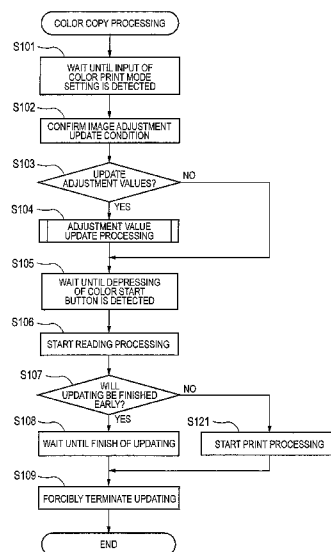 COLOR COPY PROCESSING
S101
WAIT UNTIL INPUT OF
COLOR PRINT MODE
SETTING IS DETECTED
S102
CONFIRM IMAGE ADJUSTMENT
UPDATE CONDITION
S103
UPDATE
ADJUSTMENT VALUES?
NO
YES
S104
ADJUSTMENT VALUE
UPDATE PROCESSING
S105
WAIT UNTIL DEPRESSING
OF COLOR START
BUTTON IS DETECTED
S106
START READING PROCESSING
S107
WILL
UPDATING BE FINISHED
EARLY?
NO
YES
S108
WAIT UNTIL FINISH OF UPDATING
S121
START PRINT PROCESSING
S109
FORCIBLY TERMINATE UPDATING
END